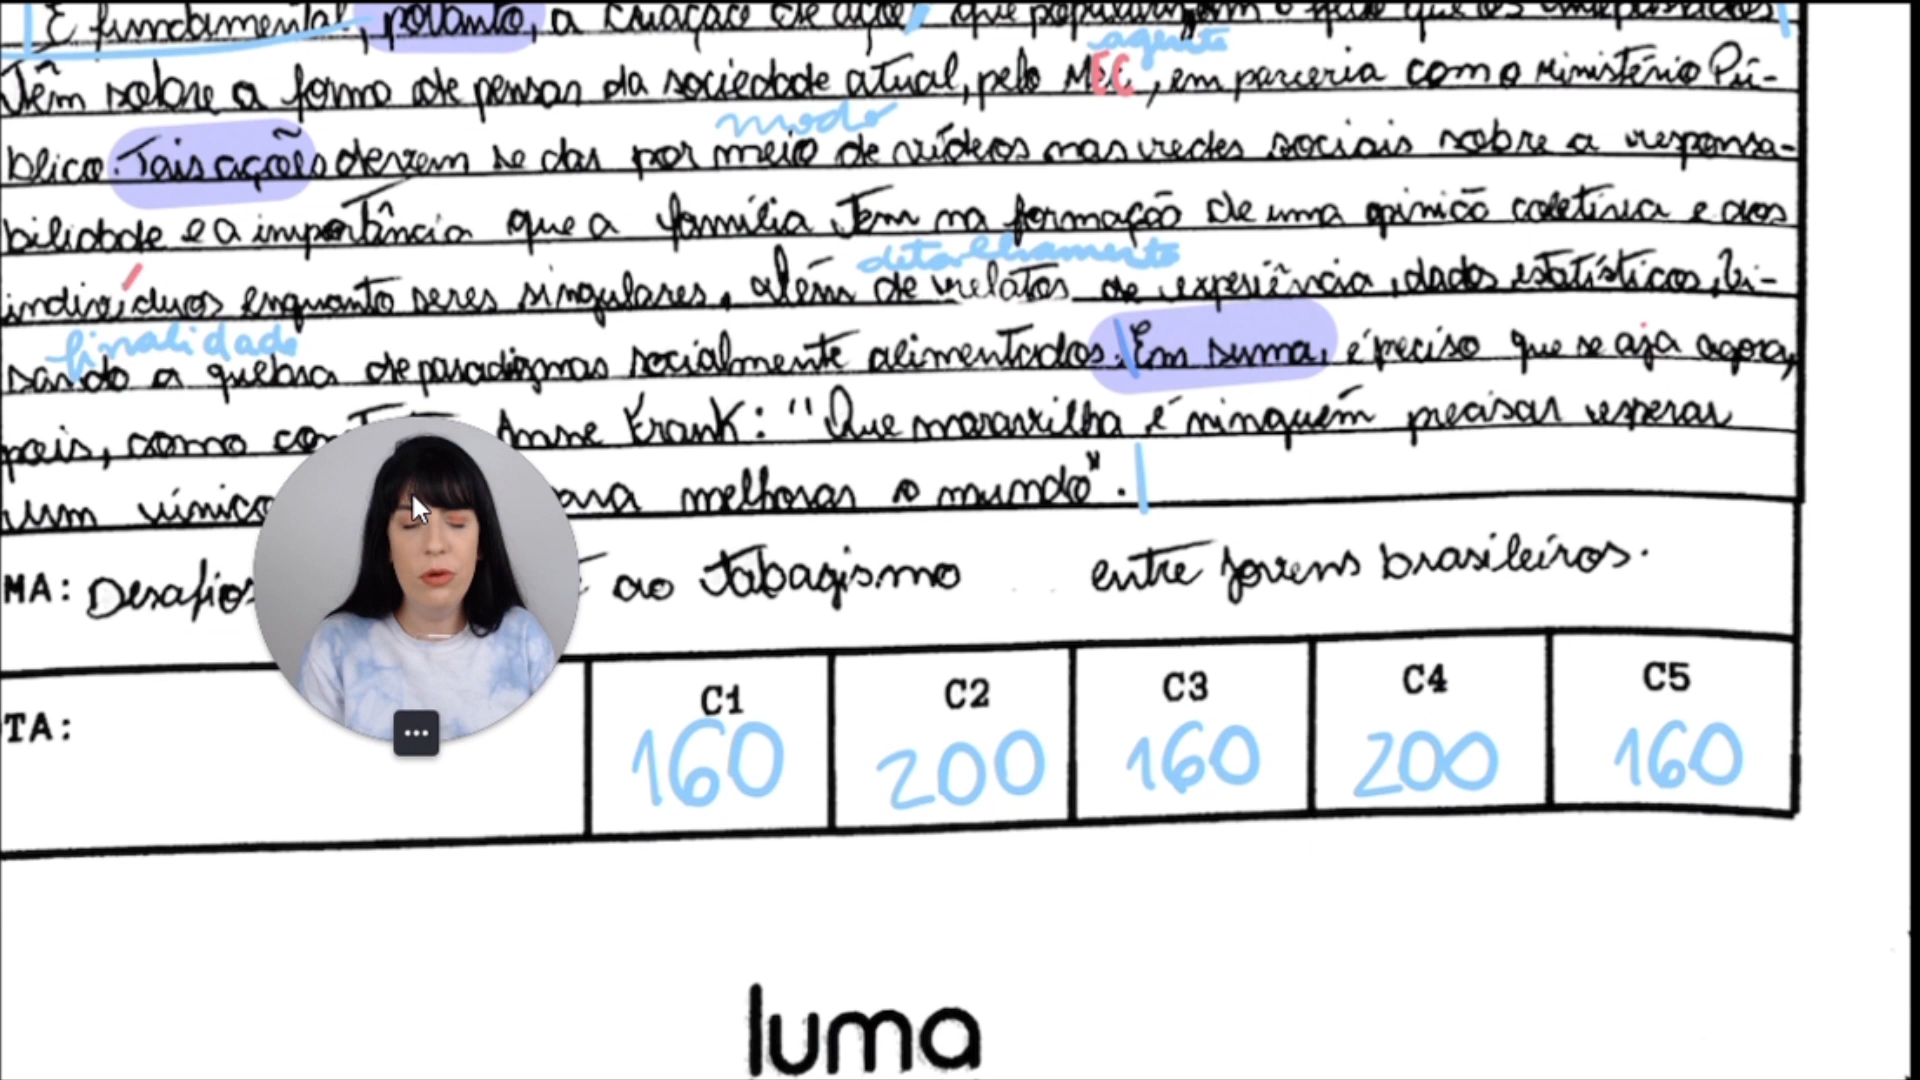 É fundamental, portanto, a criação de que popularizem o que os antepassados
agente
Têm sobre a forma de pensar da sociedade atual, pelo MEC, em parceria com o Ministério Pú-
modo
blico. Tais ações devem se dar por meio de vídeos nas redes sociais sobre a responsa-
bilidade e a importância que a família Tem na formação de uma opinião coletiva e dos
detalhamento
indivíduos enquanto seres singulares, além de relatos de experiência, dados estatísticos, vi-
finalidade
sando a quebra de paradigmas socialmente alimentados. Em suma, é preciso que se aja agora,
pois, como Anne Frank: "Que maravilha é ninguém precisar esperar
um único para melhorar o mundo".
MA: Desafios ao tabagismo entre jovens brasileiros.
TA:
C1 C2 C3 C4 C5
160 200 160 200 160
luma